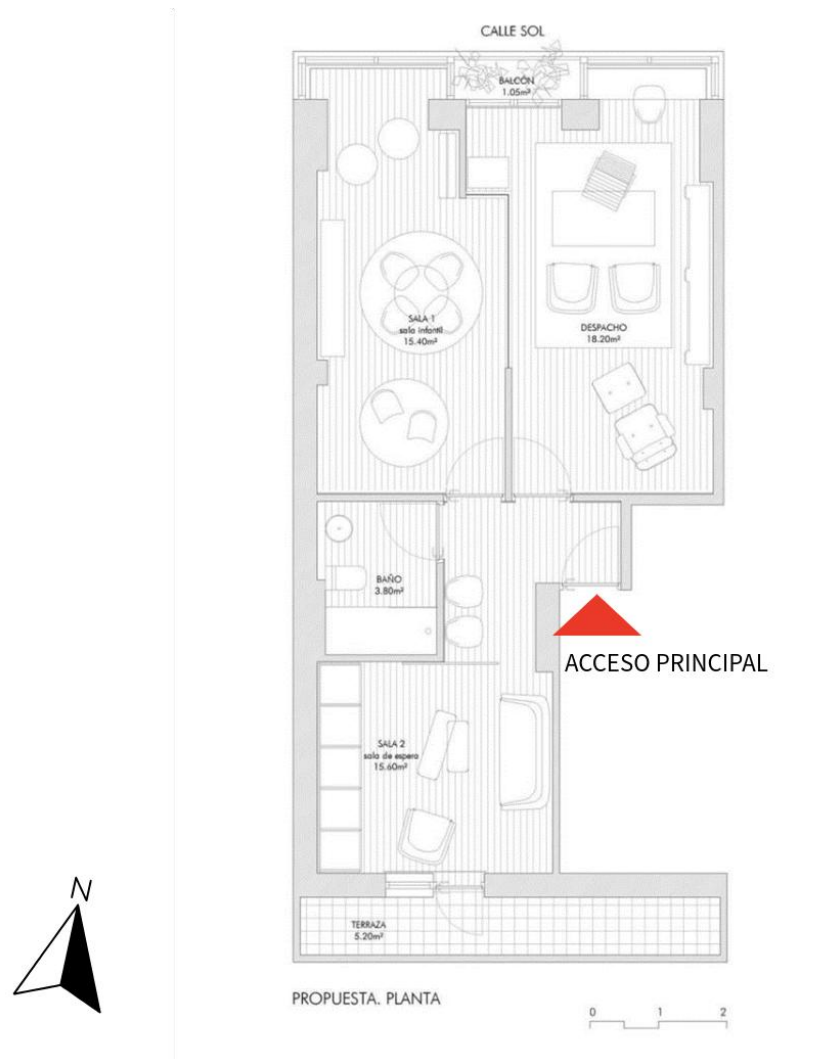 CALLE SOL
BALCÓN
1.05m²
SALA 1
sala infantil
15.40m²
DESPACHO
18.20m²
BAÑO
3.80m²
ACCESO PRINCIPAL
SALA 2
sala de espera
15.60m²
N
TERRAZA
5.20m²
PROPUESTA. PLANTA
0 1 2